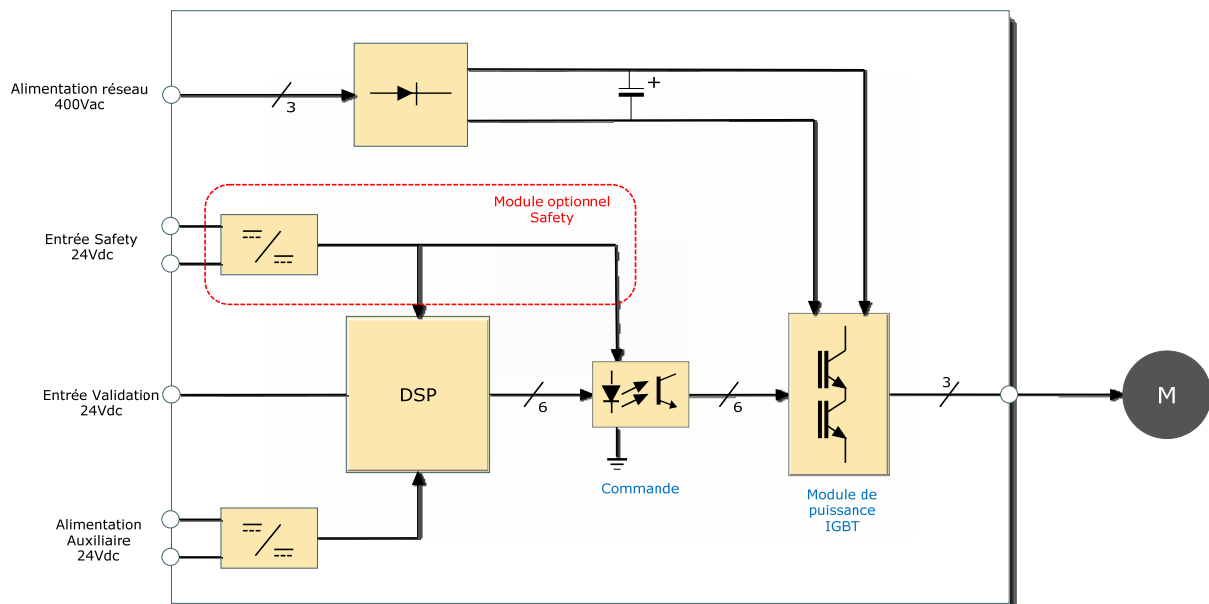 Alimentation réseau
400Vac
3
+
Module optionnel
Safety
Entrée Safety
24Vdc
Entrée Validation
24Vdc
DSP
6
6
3
M
Commande
Module de
puissance
IGBT
Alimentation
Auxiliaire
24Vdc